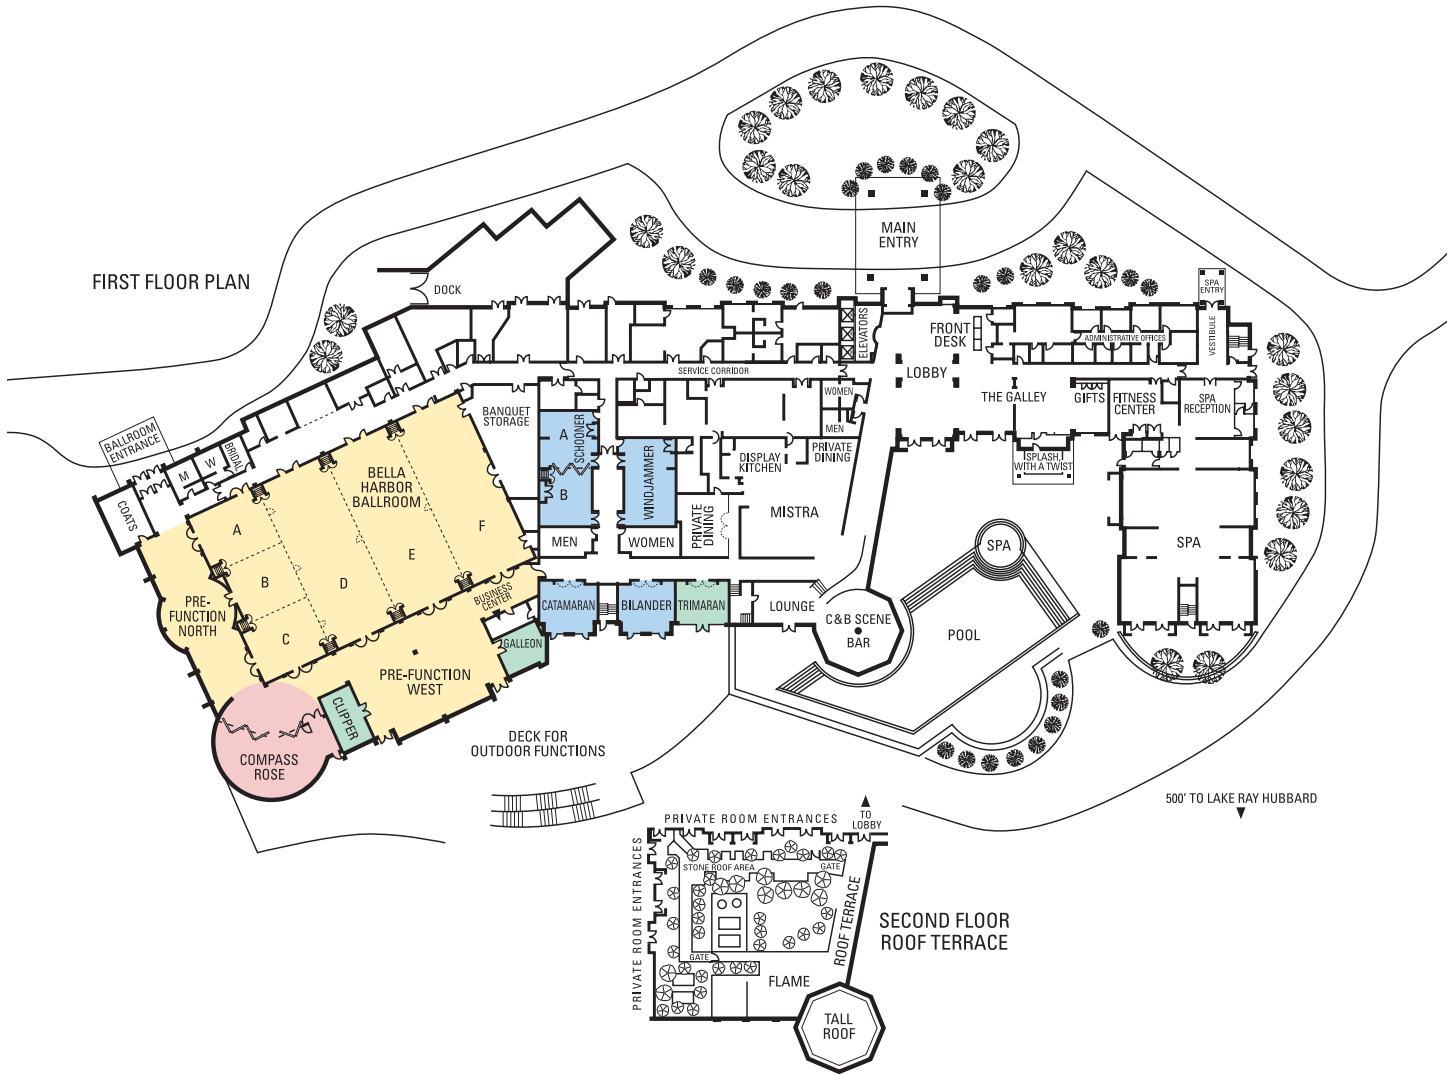 MAIN
ENTRY
FIRST FLOOR PLAN
DOCK
SPA
ENTRY
ELEVATORS
FRONT
DESK
ADMINISTRATIVE OFFICES
VESTIBULE
SERVICE CORRIDOR
LOBBY
WOMEN
THE GALLEY
GIFTS
FITNESS
CENTER
SPA
RECEPTION
BANQUET
STORAGE
A
SCHOONER
B
WINDJAMMER
MEN
DISPLAY
KITCHEN
PRIVATE
DINING
SPLASH,
WITH A TWIST
BALLROOM
ENTRANCE
M
W
BRIDAL
BELLA
HARBOR
BALLROOM
COATS
A
B
C
D
E
F
MEN
WOMEN
PRIVATE
DINING
MISTRA
SPA
SPA
PRE-
FUNCTION
NORTH
BUSINESS
CENTER
CATAMARAN
BILANDER
TRIMARAN
LOUNGE
C&B SCENE
BAR
POOL
GALLEON
PRE-FUNCTION
WEST
CLIPPER
COMPASS
ROSE
DECK FOR
OUTDOOR FUNCTIONS
500' TO LAKE RAY HUBBARD
PRIVATE ROOM ENTRANCES
TO
LOBBY
PRIVATE ROOM ENTRANCES
STONE ROOF AREA
GATE
ROOF TERRACE
SECOND FLOOR
ROOF TERRACE
GATE
FLAME
TALL
ROOF